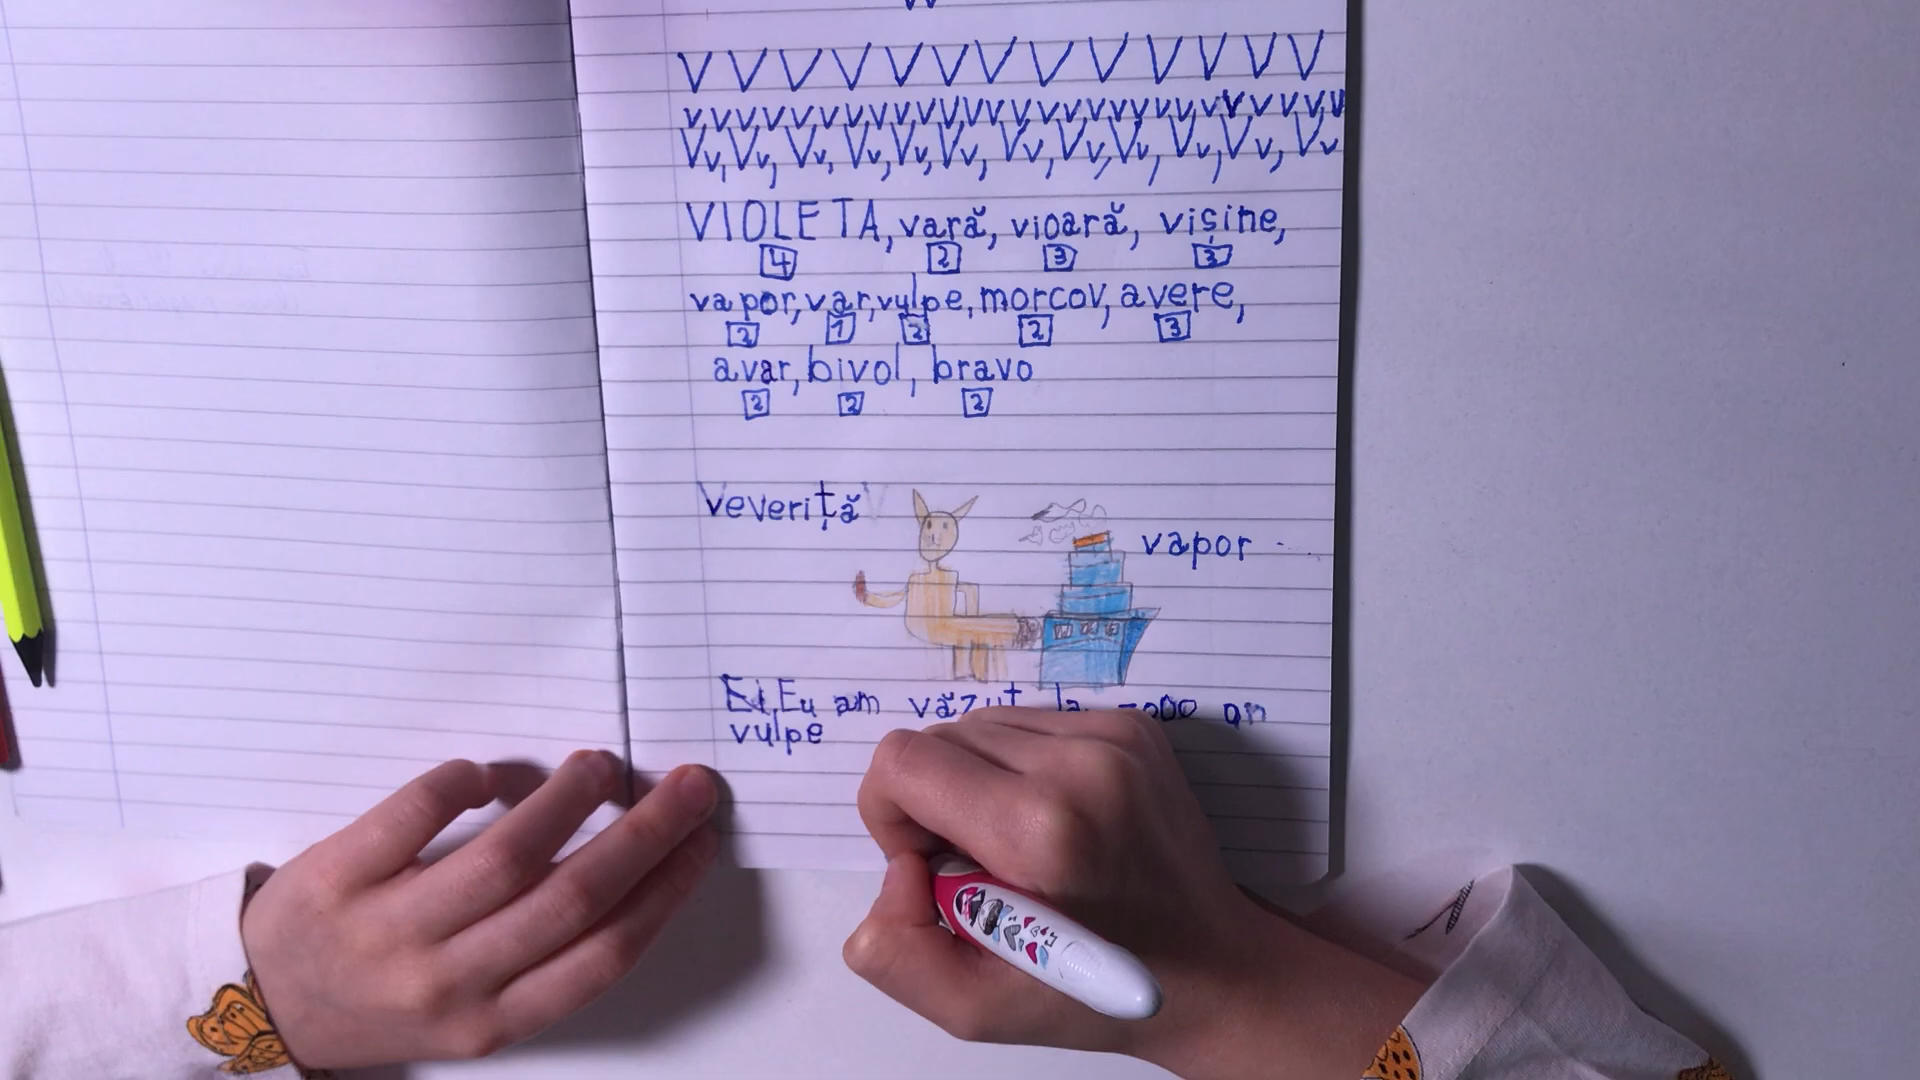 V V V V V V V V V V V V
v v v v v v v v v v v v v v v v v v v v v v v v v v v
Vv, Vv, Vv, Vv, Vv, Vv, Vv, Vv, Vv, Vv, Vv, Vv
VIOLETA, vară, vioară, vișine,
4 2 3 3
vapor, var, vulpe, morcov, avere,
2 1 2 2 3
avar, bivol, bravo
2 2 2
Veveriță
vapor
Eu am văzut la
vulpe